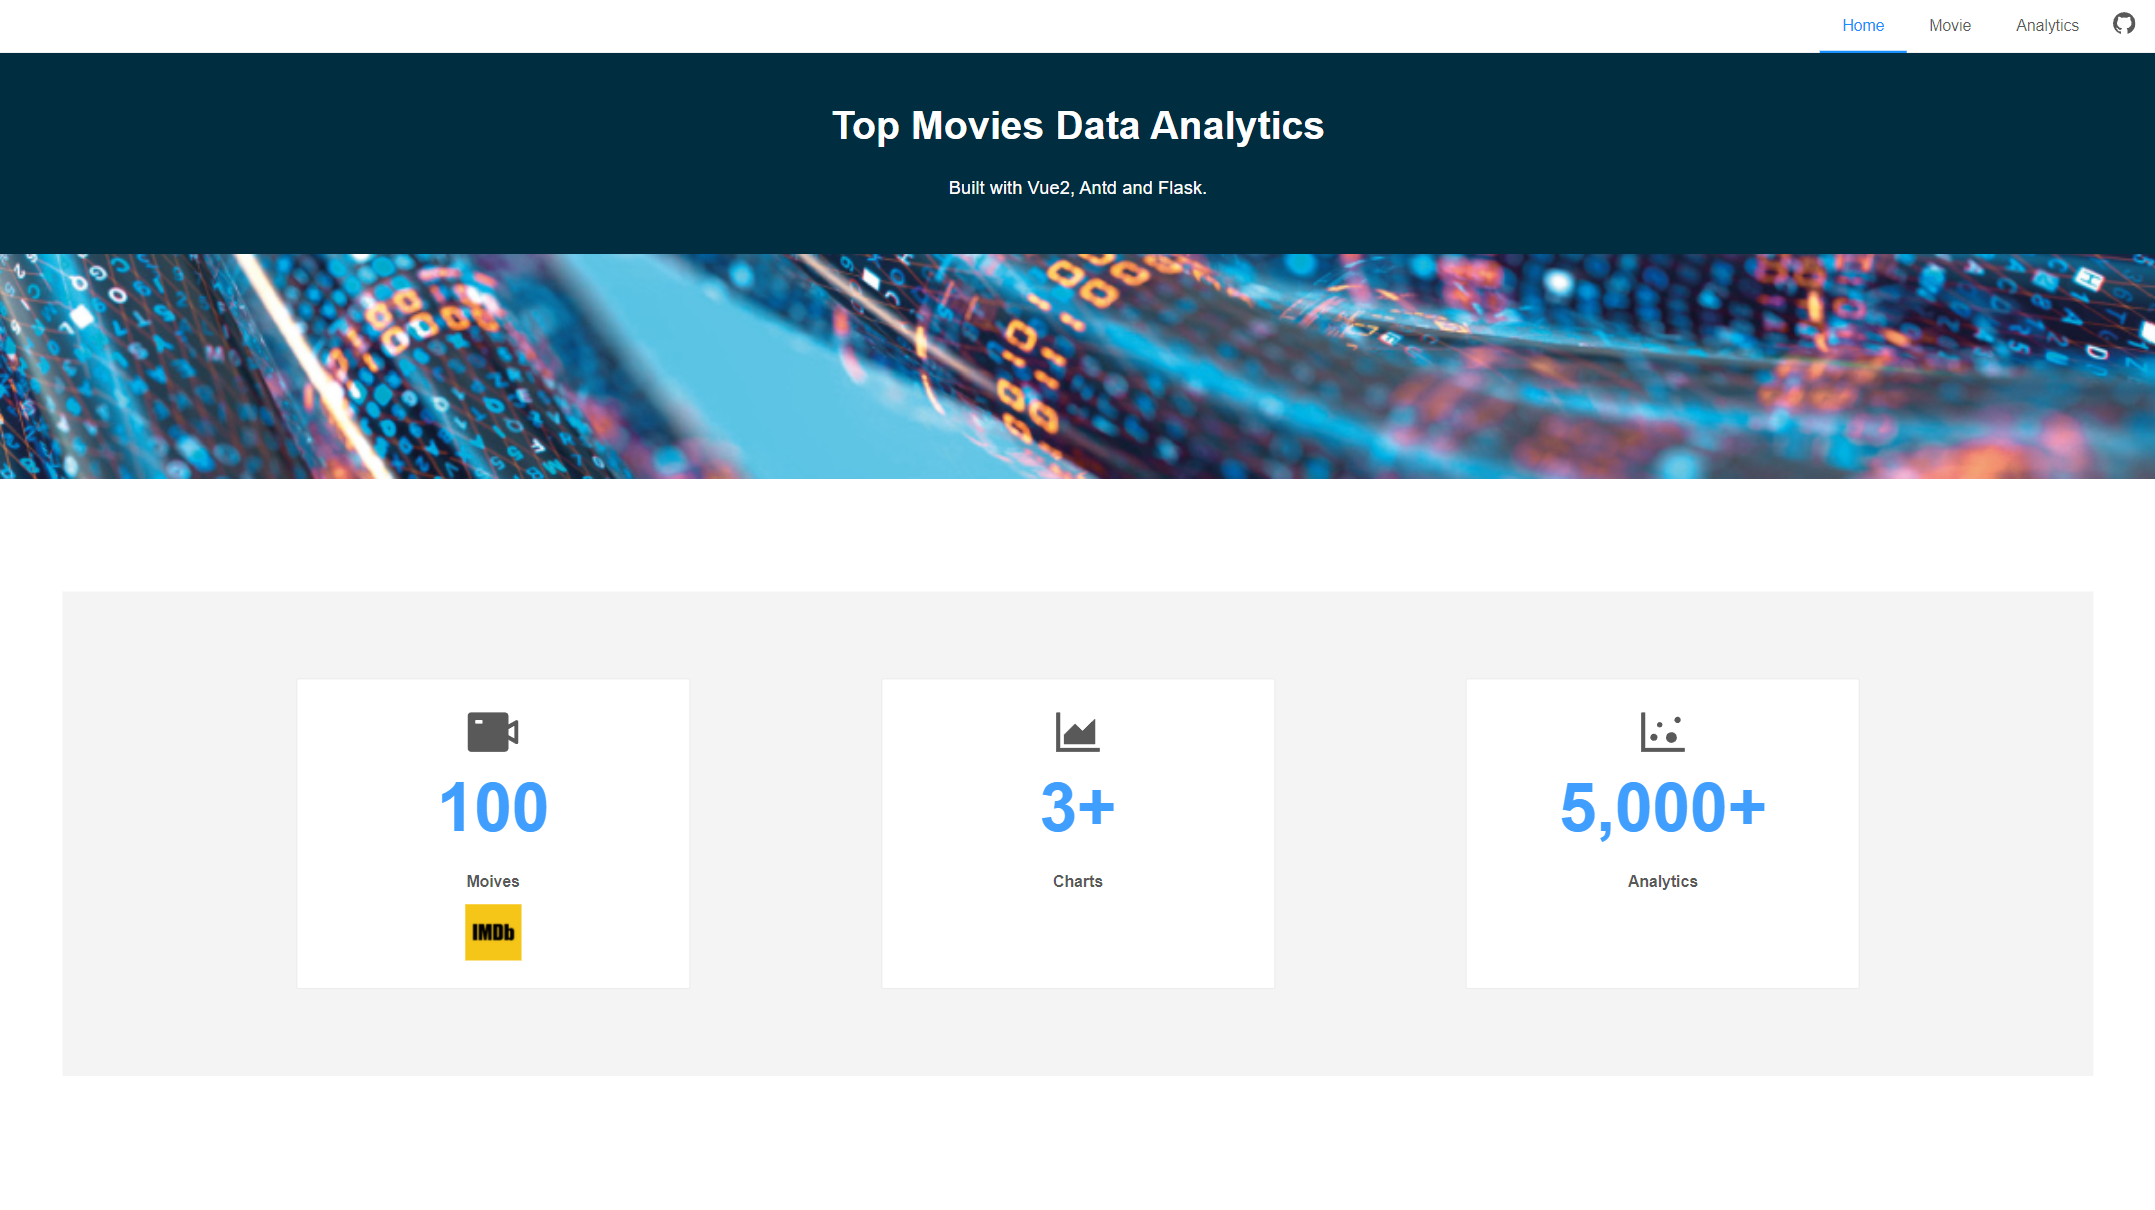 Home Movie Analytics
Top Movies Data Analytics
Built with Vue2, Antd and Flask.
100
Moives
IMDb
3+
Charts
5,000+
Analytics